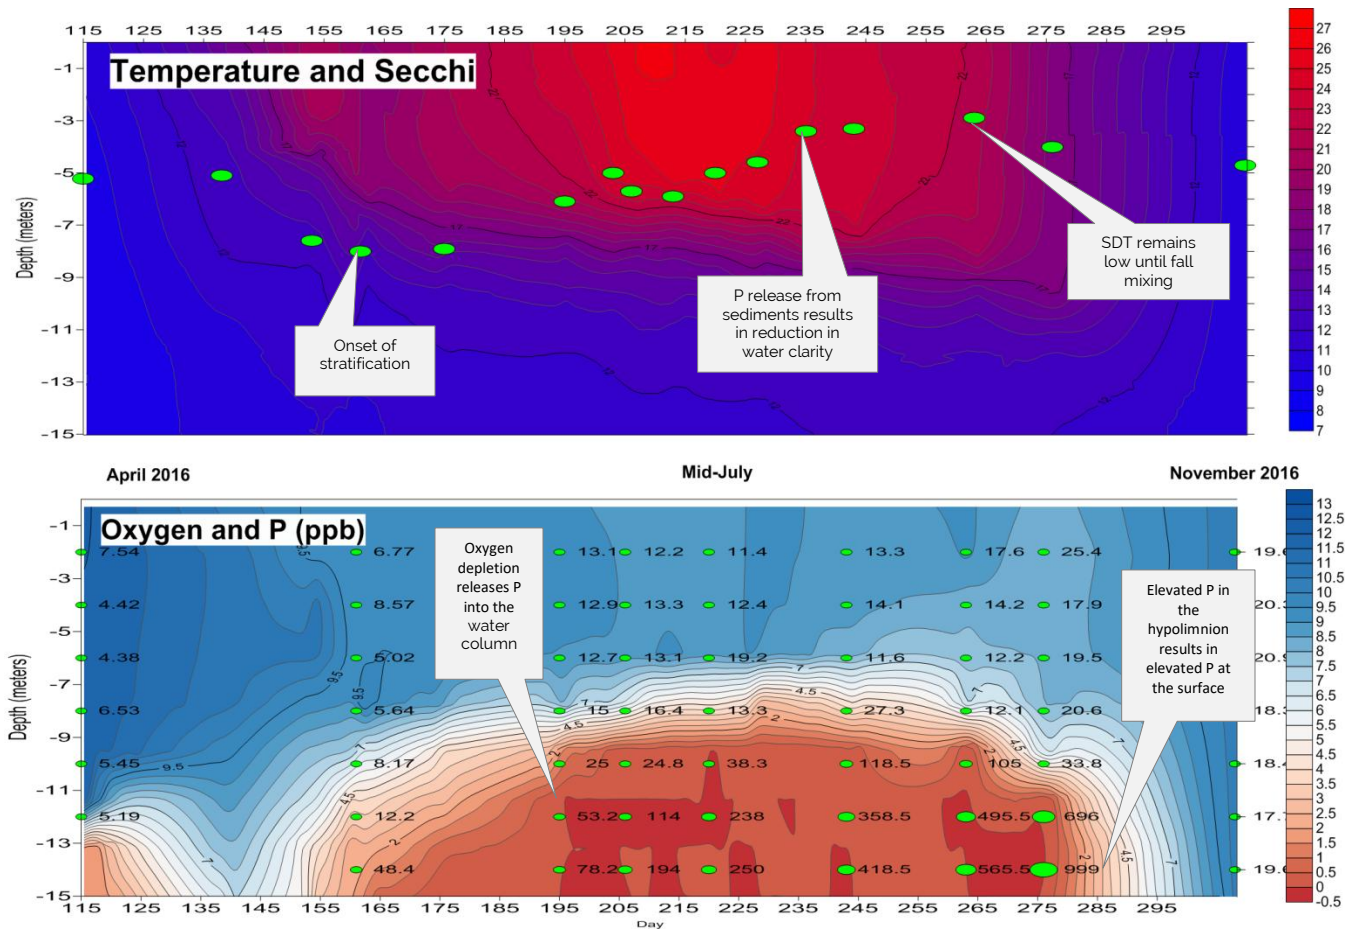 115 125 135 145 155 165 175 185 195 205 215 225 235 245 255 265 275 285 295
Temperature and Secchi
Depth (meters)
-1
-3
-5
-7
-9
-11
-13
-15
Onset of
stratification
P release from
sediments results
in reduction in
water clarity
SDT remains
low until fall
mixing
27
26
25
24
23
22
21
20
19
18
17
16
15
14
13
12
11
10
9
8
7
April 2016 Mid-July November 2016
Oxygen and P (ppb)
Depth (meters)
-1
-3
-5
-7
-9
-11
-13
-15
Oxygen
depletion
releases P
into the
water
column
Elevated P in
the
hypolimnion
results in
elevated P at
the surface
7.54 6.77 13.1 12.2 11.4 13.3 17.6 25.4
4.42 8.57 12.9 13.3 12.4 14.1 14.2 17.9
4.38 5.02 12.7 13.1 19.2 11.6 12.2 19.5
6.53 5.64 15 16.4 13.3 27.3 12.1 20.6
5.45 8.17 25 24.8 38.3 118.5 105 33.8
5.19 12.2 53.2 114 238 358.5 495.5 696
48.4 78.2 194 250 418.5 565.5 999
115 125 135 145 155 165 175 185 195 205 215 225 235 245 255 265 275 285 295
Day
13
12.5
12
11.5
11
10.5
10
9.5
9
8.5
8
7.5
7
6.5
6
5.5
5
4.5
4
3.5
3
2.5
2
1.5
1
0.5
0
-0.5